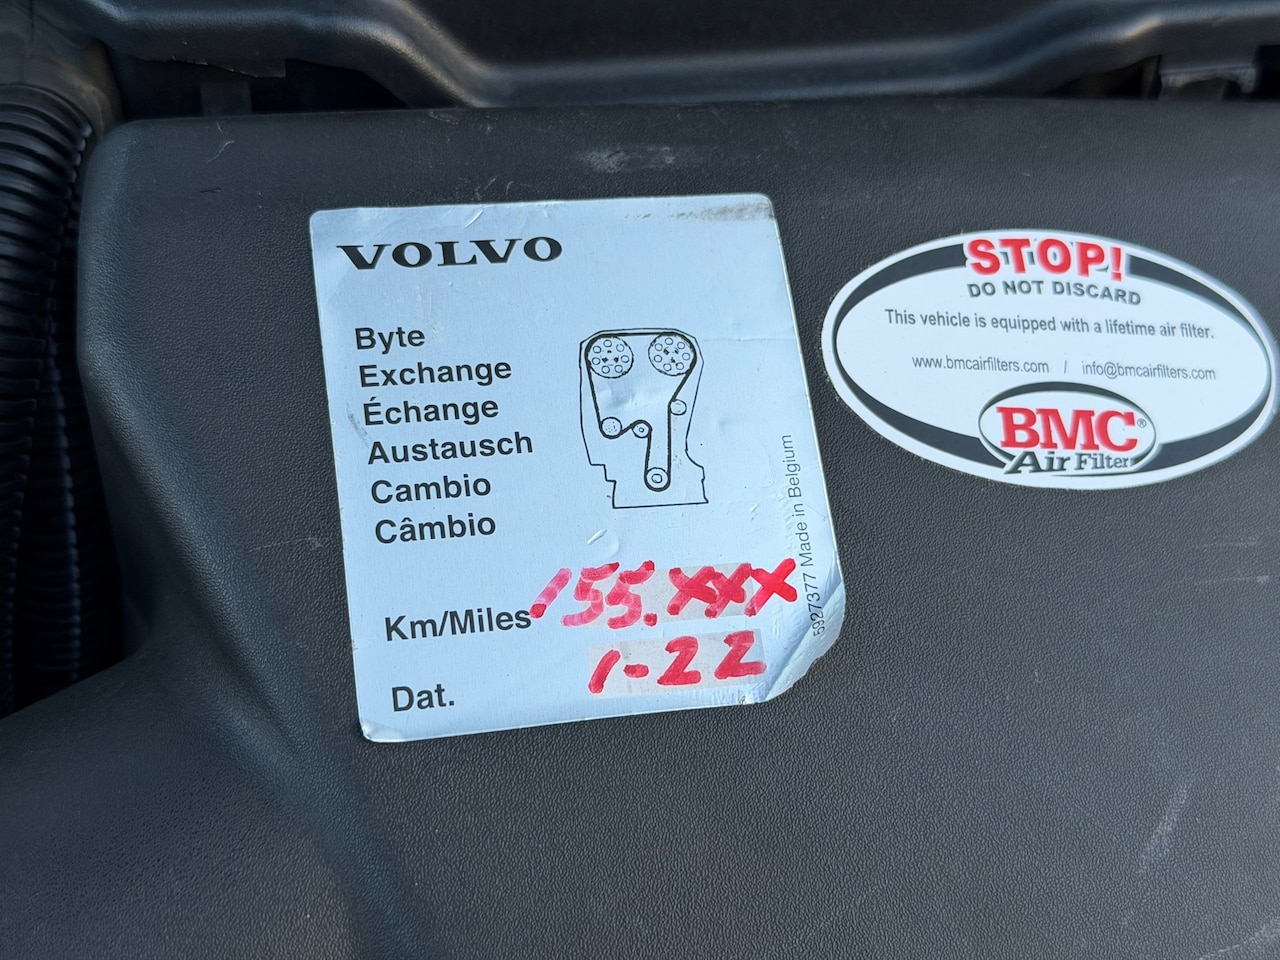 VOLVO
Byte
Exchange
Échange
Austausch
Cambio
Câmbio
Km/Miles 155.xxx
Dat. 1-22
5927377 Made in Belgium
STOP!
DO NOT DISCARD
This vehicle is equipped with a lifetime air filter.
www.bmcairfilters.com / info@bmcairfilters.com
BMC®
Air Filter